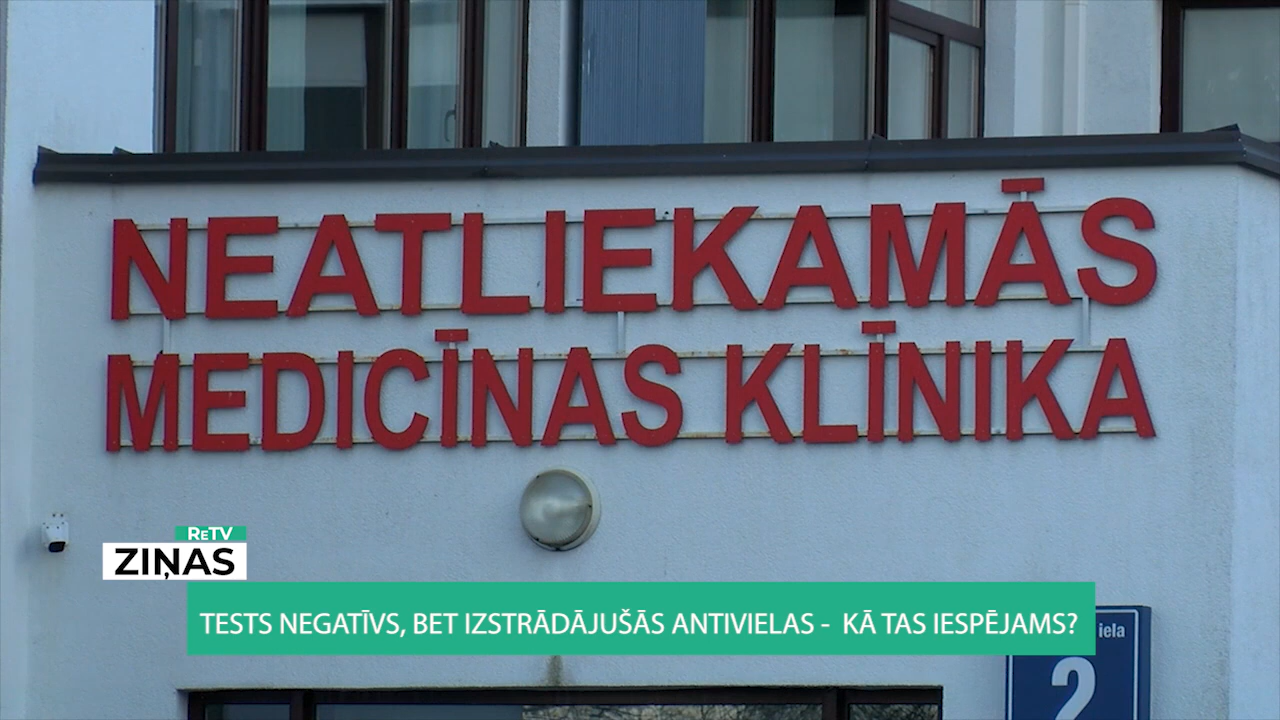 NEATLIEKAMĀS
MEDICĪNAS KLĪNIKA
ReTV
ZIŅAS
TESTS NEGATĪVS, BET IZSTRĀDĀJUŠĀS ANTIVIELAS - KĀ TAS IESPĒJAMS?
iela
2